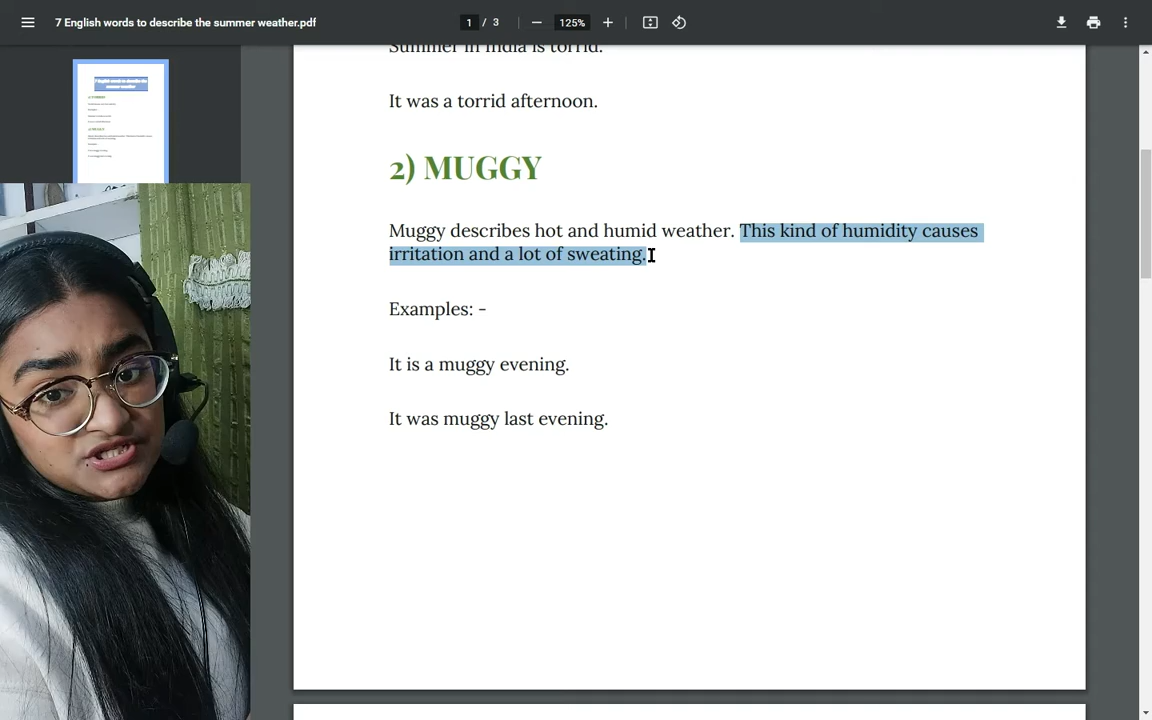 7 English words to describe the summer weather.pdf
1 / 3
125%
Summer in India is torrid.
It was a torrid afternoon.
2) MUGGY
Muggy describes hot and humid weather. This kind of humidity causes
irritation and a lot of sweating.
Examples: -
It is a muggy evening.
It was muggy last evening.